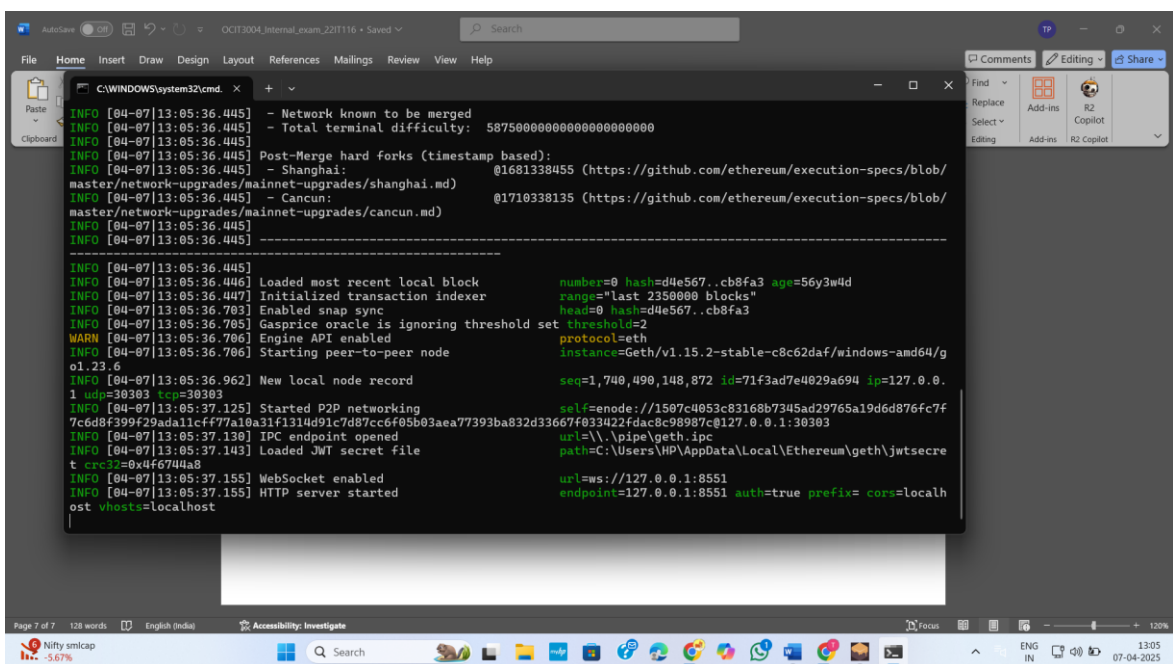 AutoSave Off OCIT3004_Internal_exam_22IT116 • Saved Search TP
File Home Insert Draw Design Layout References Mailings Review View Help Comments Editing Share
Paste
Clipboard
Find
Replace
Select
Editing
Add-ins
Add-ins
R2 Copilot
R2 Copilot
C:\WINDOWS\system32\cmd.
INFO [04-07|13:05:36.445]  - Network known to be merged
INFO [04-07|13:05:36.445]  - Total terminal difficulty:  58750000000000000000000
INFO [04-07|13:05:36.445]
INFO [04-07|13:05:36.445] Post-Merge hard forks (timestamp based):
INFO [04-07|13:05:36.445]  - Shanghai:                    @1681338455 (https://github.com/ethereum/execution-specs/blob/
master/network-upgrades/mainnet-upgrades/shanghai.md)
INFO [04-07|13:05:36.445]  - Cancun:                      @1710338135 (https://github.com/ethereum/execution-specs/blob/
master/network-upgrades/mainnet-upgrades/cancun.md)
INFO [04-07|13:05:36.445]
INFO [04-07|13:05:36.445] ----------------------------------------------------------------------------------------------
-----------------------------------------------------------
INFO [04-07|13:05:36.445]
INFO [04-07|13:05:36.446] Loaded most recent local block           number=0 hash=d4e567..cb8fa3 age=56y3w4d
INFO [04-07|13:05:36.447] Initialized transaction indexer          range="last 2350000 blocks"
INFO [04-07|13:05:36.703] Enabled snap sync                        head=0 hash=d4e567..cb8fa3
INFO [04-07|13:05:36.705] Gasprice oracle is ignoring threshold set threshold=2
WARN [04-07|13:05:36.706] Engine API enabled                       protocol=eth
INFO [04-07|13:05:36.706] Starting peer-to-peer node               instance=Geth/v1.15.2-stable-c8c62daf/windows-amd64/g
o1.23.6
INFO [04-07|13:05:36.962] New local node record                    seq=1,740,490,148,872 id=71f3ad7e4029a694 ip=127.0.0.
1 udp=30303 tcp=30303
INFO [04-07|13:05:37.125] Started P2P networking                   self=enode://1507c4053c83168b7345ad29765a19d6d876fc7f
7c6d8f399f29ada11cff77a10a31f1314d91c7d87cc6f05b03aea77393ba832d33667f033422fdac8c98987c@127.0.0.1:30303
INFO [04-07|13:05:37.130] IPC endpoint opened                      url=\\.\pipe\geth.ipc
INFO [04-07|13:05:37.143] Loaded JWT secret file                   path=C:\Users\HP\AppData\Local\Ethereum\geth\jwtsecre
t crc32=0x4f6744a8
INFO [04-07|13:05:37.155] WebSocket enabled                        url=ws://127.0.0.1:8551
INFO [04-07|13:05:37.155] HTTP server started                      endpoint=127.0.0.1:8551 auth=true prefix= cors=localh
ost vhosts=localhost
Page 7 of 7 128 words English (India) Accessibility: Investigate Focus 120%
6 Nifty smlcap
-5.67%
Search
ENG
IN
13:05
07-04-2025